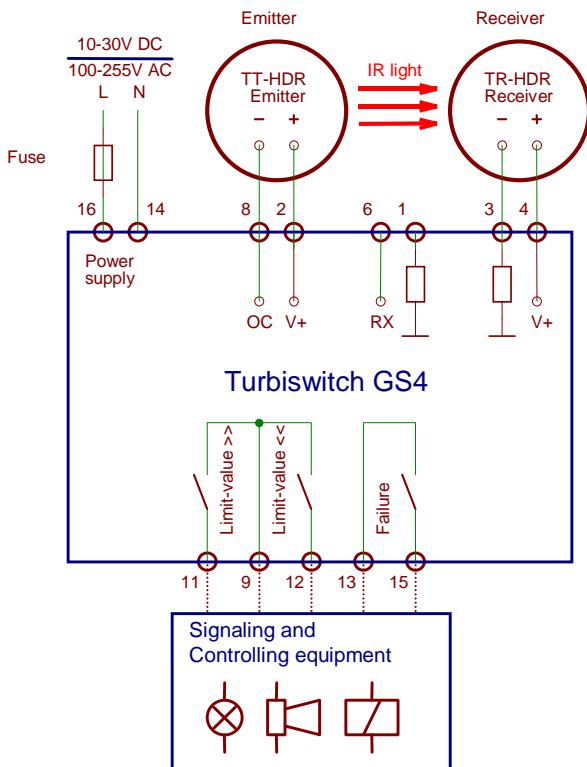 Emitter
Receiver
10-30V DC
100-255V AC
L N
TT-HDR
Emitter
– +
IR light
TR-HDR
Receiver
– +
Fuse
16 14 8 2 6 1 3 4
Power
supply
OC V+ RX V+
Turbiswitch GS4
Limit-value >>
Limit-value <<
Failure
11 9 12 13 15
Signaling and
Controlling equipment